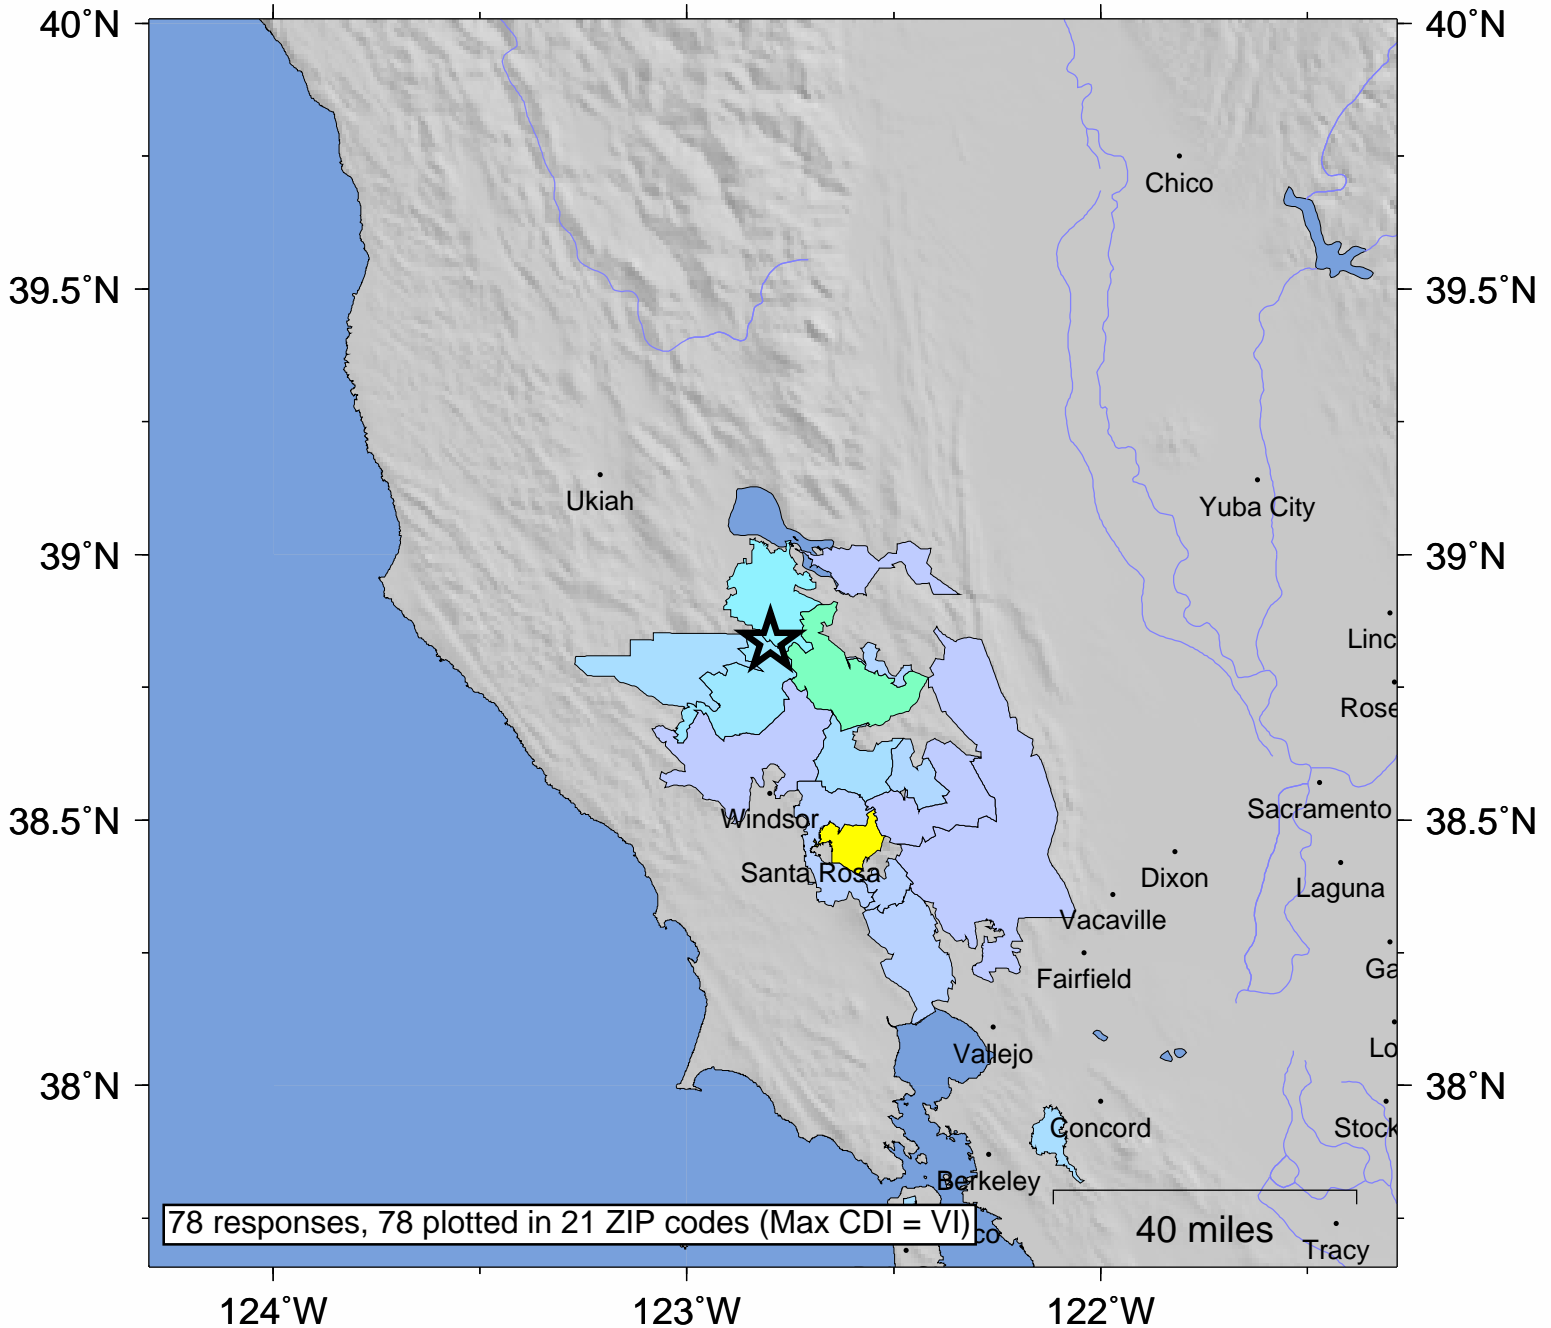 40°N
40°N
Chico
39.5°N
39.5°N
Ukiah
Yuba City
39°N
39°N
Linc
Rose
Sacramento
38.5°N
Windsor
38.5°N
Santa Rosa
Dixon
Laguna
Vacaville
Fairfield
Ga
Vallejo
Lo
38°N
38°N
Concord
Stock
Berkeley
78 responses, 78 plotted in 21 ZIP codes (Max CDI = VI)
co
40 miles
Tracy
124°W
123°W
122°W